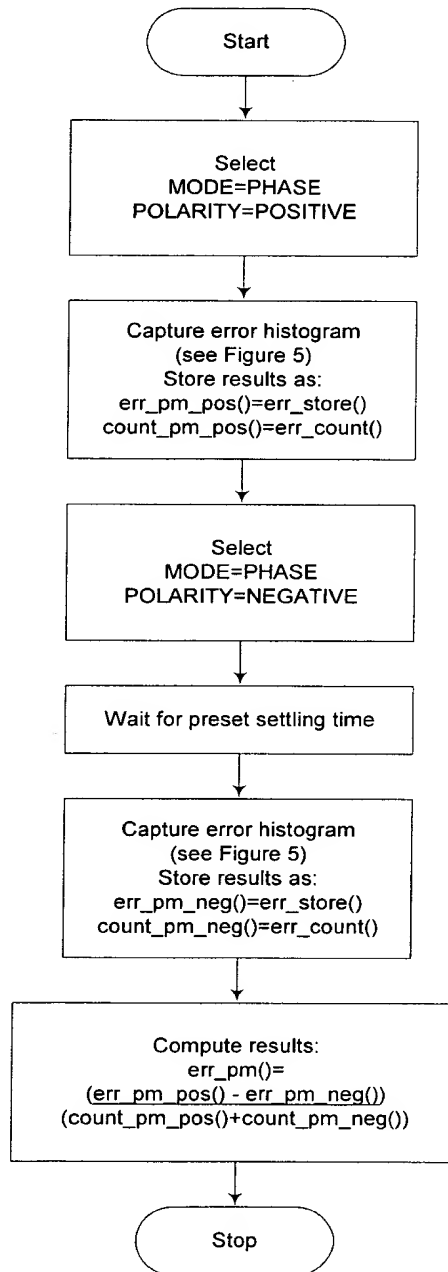 Start
Select
MODE=PHASE
POLARITY=POSITIVE
Capture error histogram
(see Figure 5)
Store results as:
err_pm_pos()=err_store()
count_pm_pos()=err_count()
Select
MODE=PHASE
POLARITY=NEGATIVE
Wait for preset settling time
Capture error histogram
(see Figure 5)
Store results as:
err_pm_neg()=err_store()
count_pm_neg()=err_count()
Compute results:
err_pm()=
(err_pm_pos() - err_pm_neg())
(count_pm_pos()+count_pm_neg())
Stop